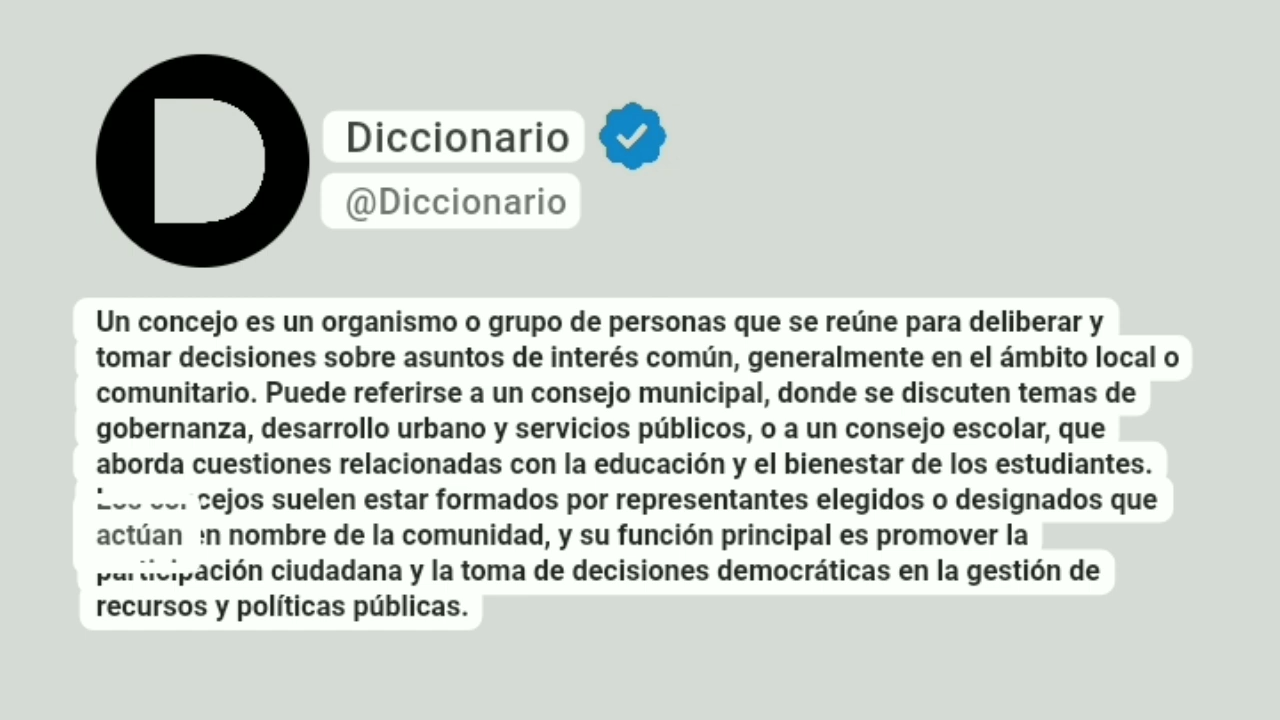 D
Diccionario
@Diccionario
Un concejo es un organismo o grupo de personas que se reúne para deliberar y
tomar decisiones sobre asuntos de interés común, generalmente en el ámbito local o
comunitario. Puede referirse a un consejo municipal, donde se discuten temas de
gobernanza, desarrollo urbano y servicios públicos, o a un consejo escolar, que
aborda cuestiones relacionadas con la educación y el bienestar de los estudiantes.
Los concejos suelen estar formados por representantes elegidos o designados que
actúan en nombre de la comunidad, y su función principal es promover la
participación ciudadana y la toma de decisiones democráticas en la gestión de
recursos y políticas públicas.